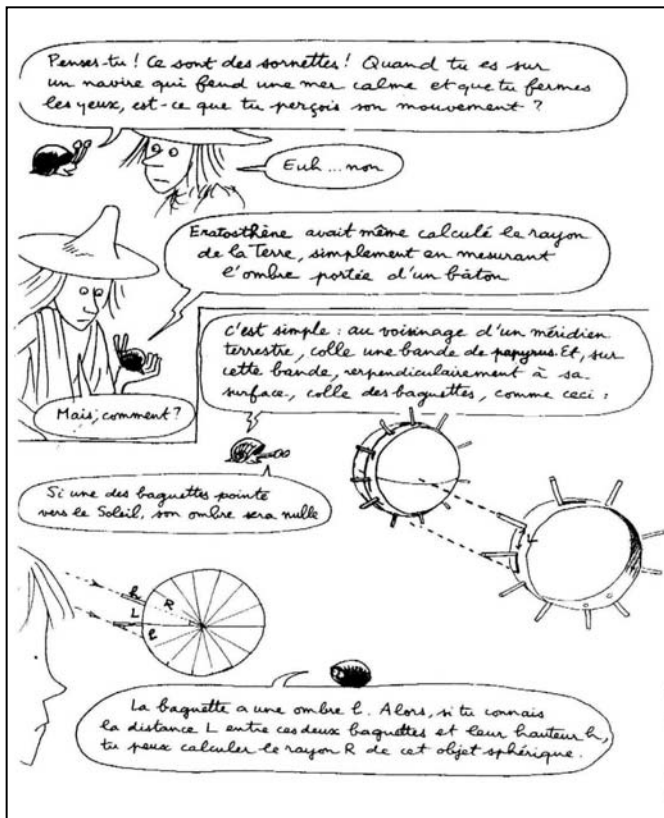 Penses-tu ! Ce sont des sornettes ! Quand tu es sur
un navire qui fend une mer calme et que tu fermes
les yeux, est-ce que tu perçois son mouvement ?
Euh ... non
Eratosthène avait même calculé le rayon
de la Terre, simplement en mesurant
l'ombre portée d'un bâton
Mais, comment ?
C'est simple : au voisinage d'un méridien
terrestre, colle une bande de papyrus. Et, sur
cette bande, perpendiculairement à sa
surface, colle des baguettes, comme ceci :
Si une des baguettes pointe
vers le Soleil, son ombre sera nulle
L
h
R
L
l
La baguette a une ombre l. Alors, si tu connais
la distance L entre ces deux baguettes et leur hauteur h,
tu peux calculer le rayon R de cet objet sphérique.